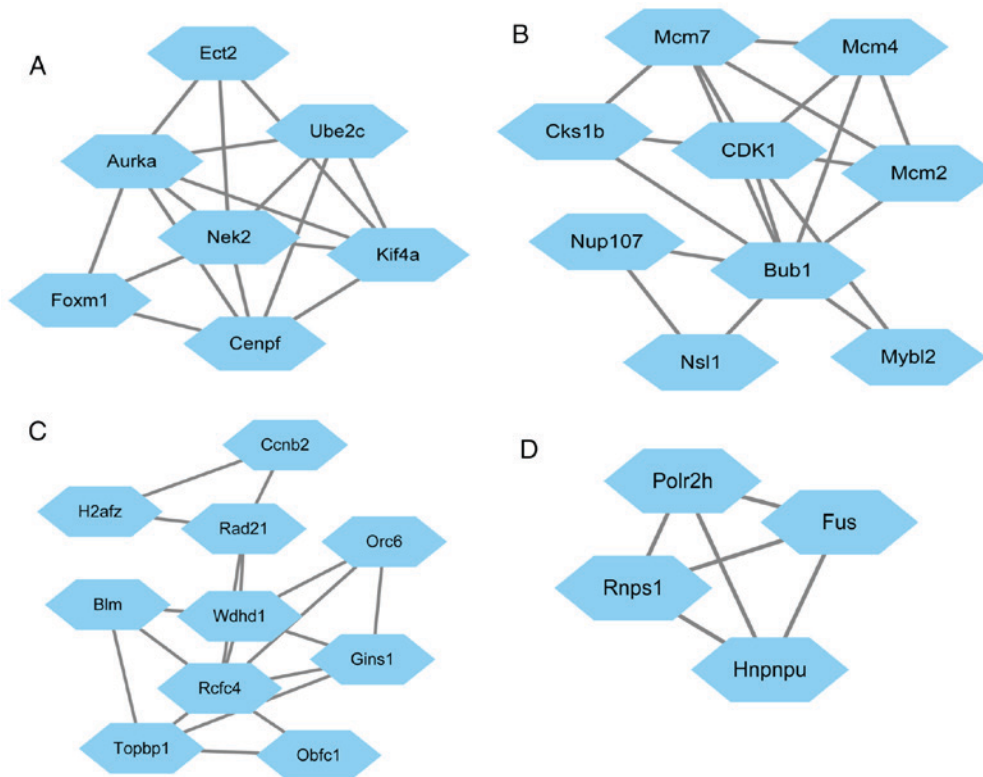 A
Ect2
Ube2c
Aurka
Nek2
Kif4a
Foxm1
Cenpf
B
Mcm7
Mcm4
Cks1b
CDK1
Mcm2
Nup107
Bub1
Nsl1
Mybl2
C
Ccnb2
H2afz
Rad21
Orc6
Blm
Wdhd1
Gins1
Rcfc4
Topbp1
Obfc1
D
Polr2h
Fus
Rnps1
Hnpnpu